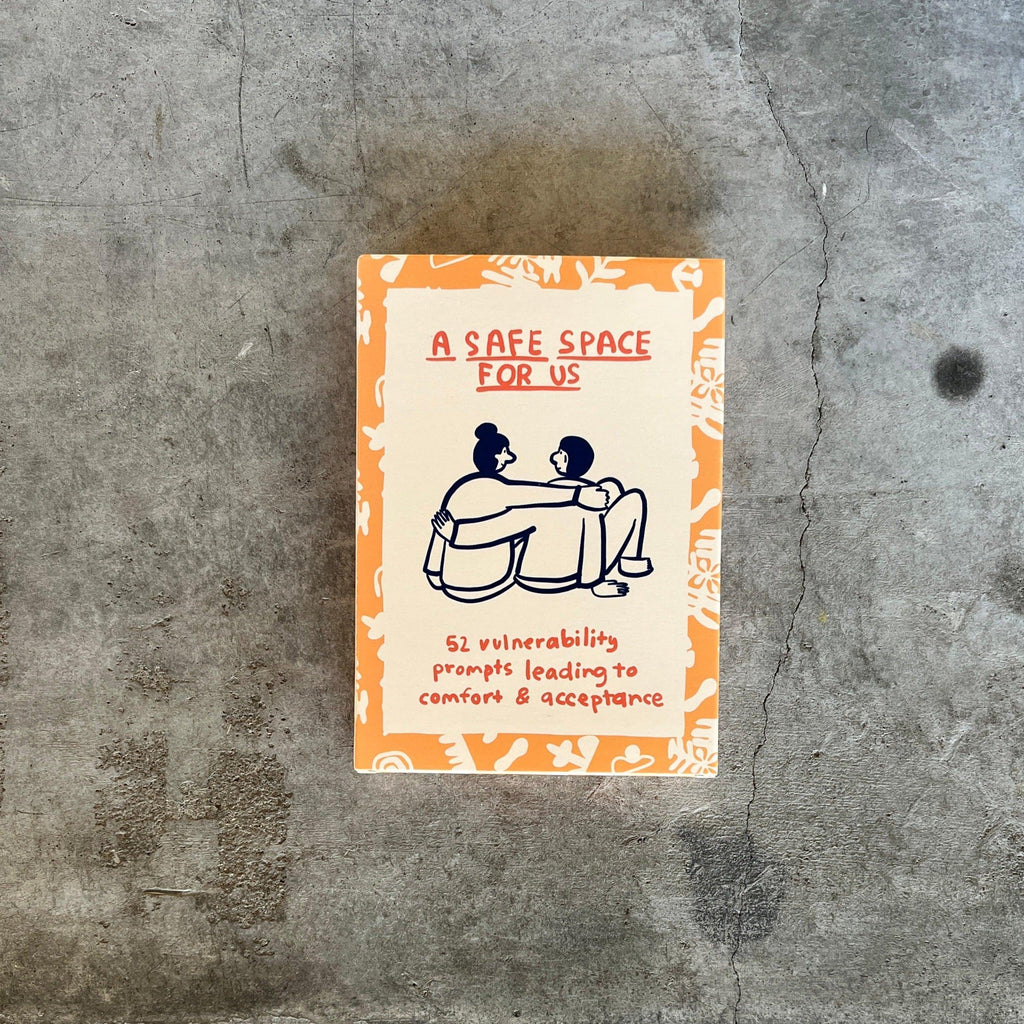 A SAFE SPACE
FOR US
52 vulnerability
prompts leading to
comfort & acceptance